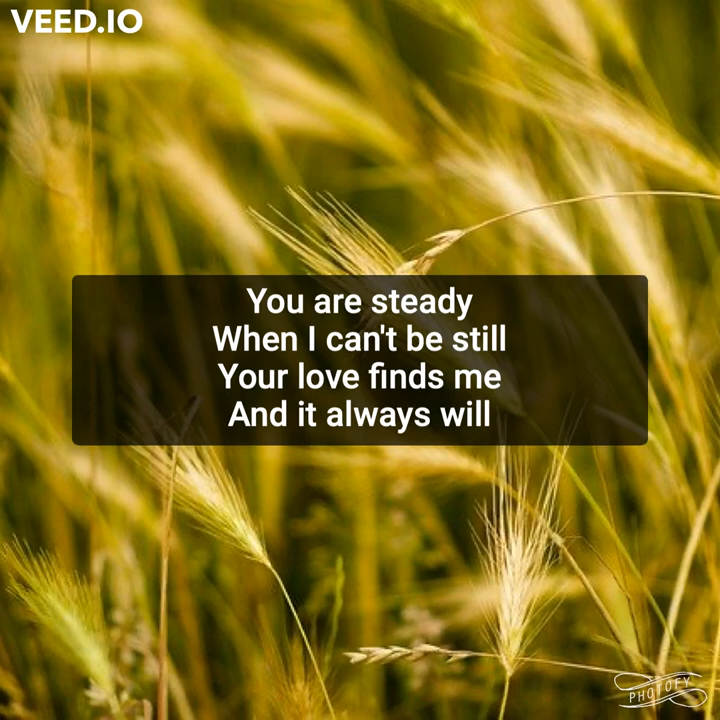 VEED.IO
You are steady
When I can't be still
Your love finds me
And it always will
PHOTOFY